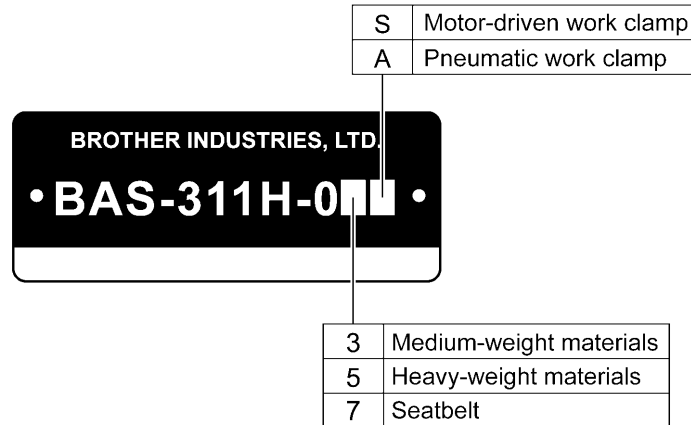 S Motor-driven work clamp
A Pneumatic work clamp
BROTHER INDUSTRIES, LTD.
BAS-311H-0
3 Medium-weight materials
5 Heavy-weight materials
7 Seatbelt